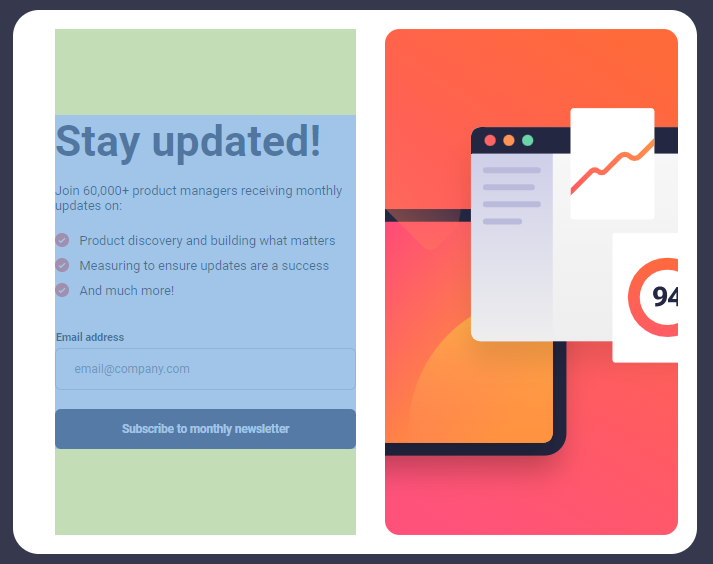 Stay updated!
Join 60,000+ product managers receiving monthly
updates on:
Product discovery and building what matters
Measuring to ensure updates are a success
And much more!
Email address
email@company.com
Subscribe to monthly newsletter
94